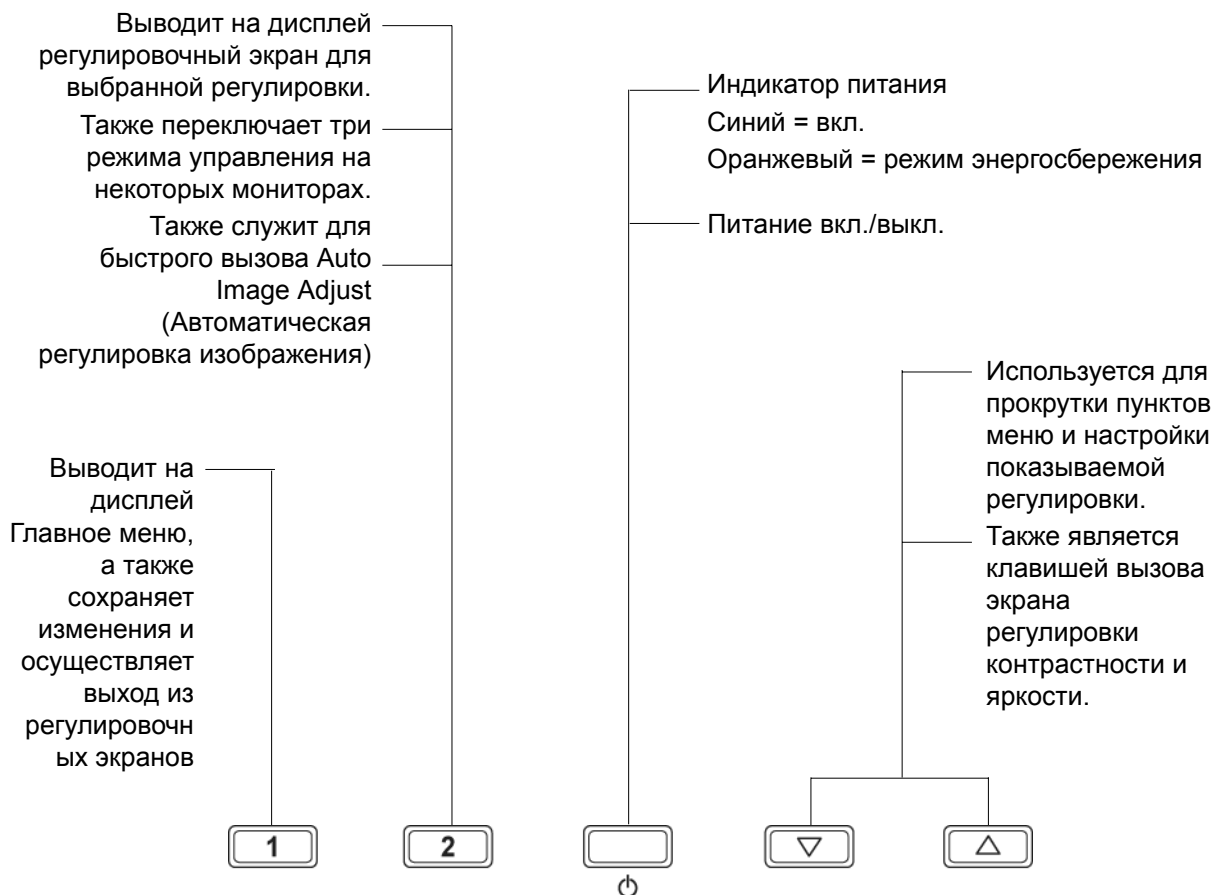 Выводит на дисплей
регулировочный экран для
выбранной регулировки.
Также переключает три
режима управления на
некоторых мониторах.
Также служит для
быстрого вызова Auto
Image Adjust
(Автоматическая
регулировка изображения)
Индикатор питания
Синий = вкл.
Оранжевый = режим энергосбережения
Питание вкл./выкл.
Используется для
прокрутки пунктов
меню и настройки
показываемой
регулировки.
Также является
клавишей вызова
экрана
регулировки
контрастности и
яркости.
Выводит на
дисплей
Главное меню,
а также
сохраняет
изменения и
осуществляет
выход из
регулировочн
ых экранов
1
2